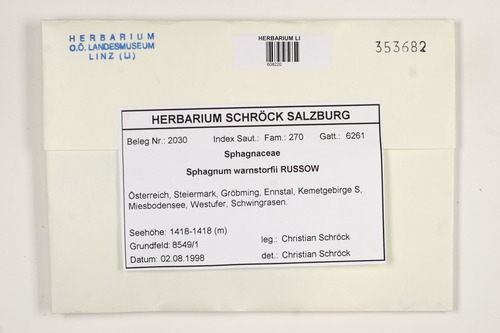 HERBARIUM
O.Ö. LANDESMUSEUM
LINZ (LI)
HERBARIUM LI
608220
353682
HERBARIUM SCHRÖCK SALZBURG
Beleg Nr.: 2030 Index Saut.: Fam.: 270 Gatt.: 6261
Sphagnaceae
Sphagnum warnstorfii RUSSOW
Österreich, Steiermark, Gröbming, Ennstal, Kemetgebirge S,
Miesbodensee, Westufer, Schwingrasen.
Seehöhe: 1418-1418 (m)
Grundfeld: 8549/1 leg.: Christian Schröck
Datum: 02.08.1998 det.: Christian Schröck